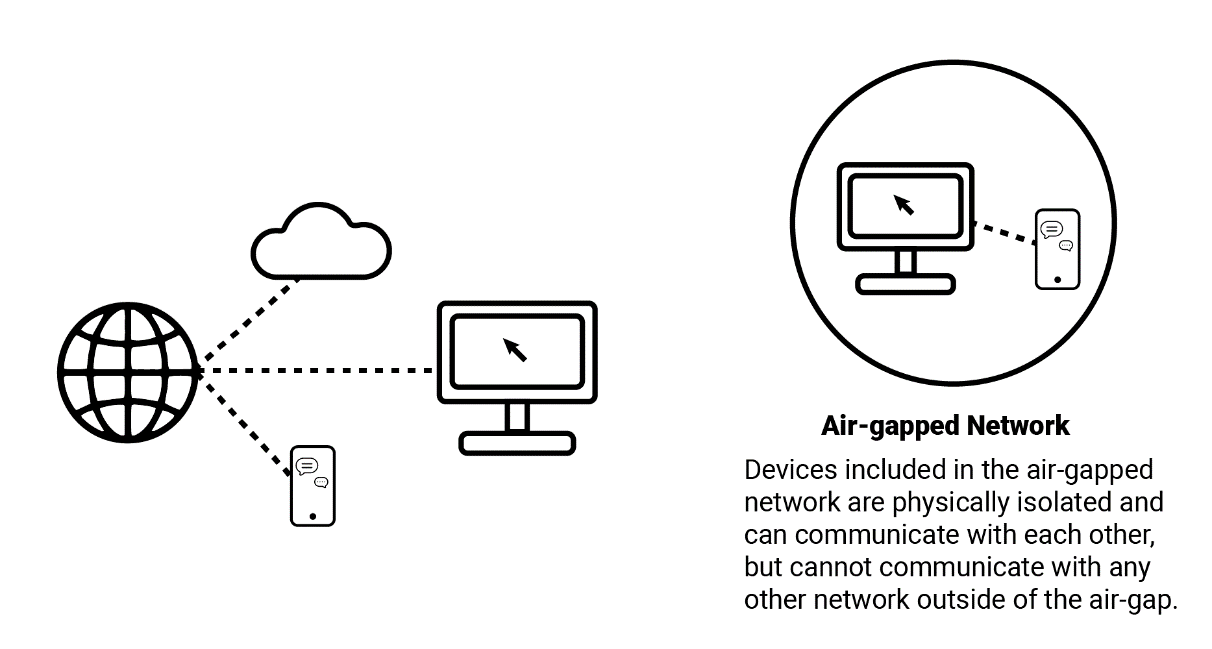 Air-gapped Network
Devices included in the air-gapped
network are physically isolated and
can communicate with each other,
but cannot communicate with any
other network outside of the air-gap.